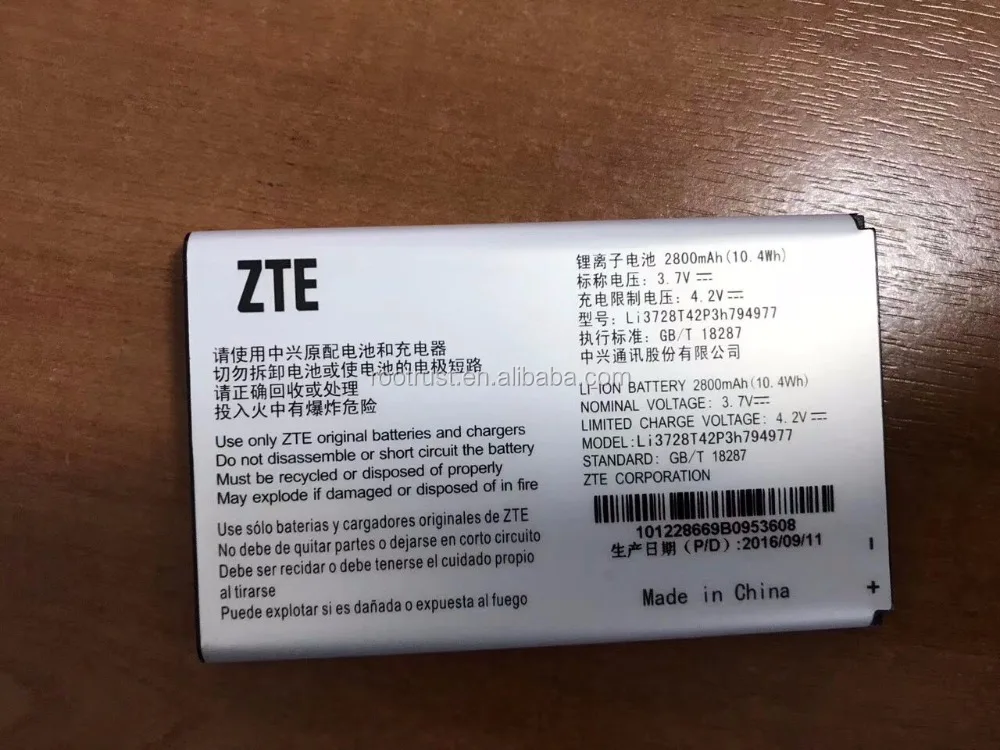 ZTE
请使用中兴原配电池和充电器
切勿拆卸电池或使电池的电极短路
请正确回收或处理
投入火中有爆炸危险
Use only ZTE original batteries and chargers
Do not disassemble or short circuit the battery
Must be recycled or disposed of properly
May explode if damaged or disposed of in fire
Use sólo baterias y cargadores originales de ZTE
No debe de quitar partes o dejarse en corto circuito
Debe ser recidar o debe tenerse el cuidado propio
al tirarse
Puede explotar si es dañada o expuesta al fuego
锂离子电池 2800mAh(10.4Wh)
标称电压: 3.7V⎓
充电限制电压: 4.2V⎓
型号: Li3728T42P3h794977
执行标准: GB/T 18287
中兴通讯股份有限公司
LI-ION BATTERY 2800mAh(10.4Wh)
NOMINAL VOLTAGE: 3.7V⎓
LIMITED CHARGE VOLTAGE: 4.2V⎓
MODEL:Li3728T42P3h794977
STANDARD: GB/T 18287
ZTE CORPORATION
101228669B0953608
生产日期 (P/D) :2016/09/11
Made in China
-
+
rootrust.en.alibaba.com